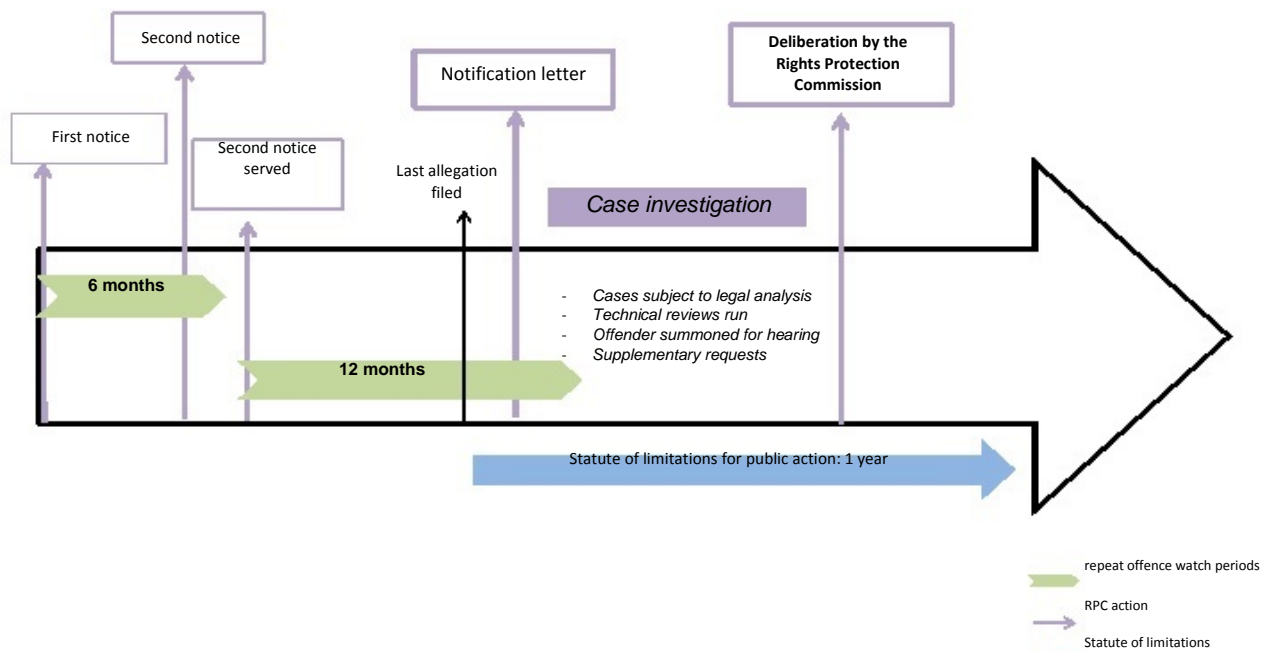 Second notice
Deliberation by the
Rights Protection
Commission
Notification letter
First notice
Second notice
served
Last allegation
filed
Case investigation
6 months
- Cases subject to legal analysis
- Technical reviews run
- Offender summoned for hearing
- Supplementary requests
12 months
Statute of limitations for public action: 1 year
repeat offence watch periods
RPC action
Statute of limitations